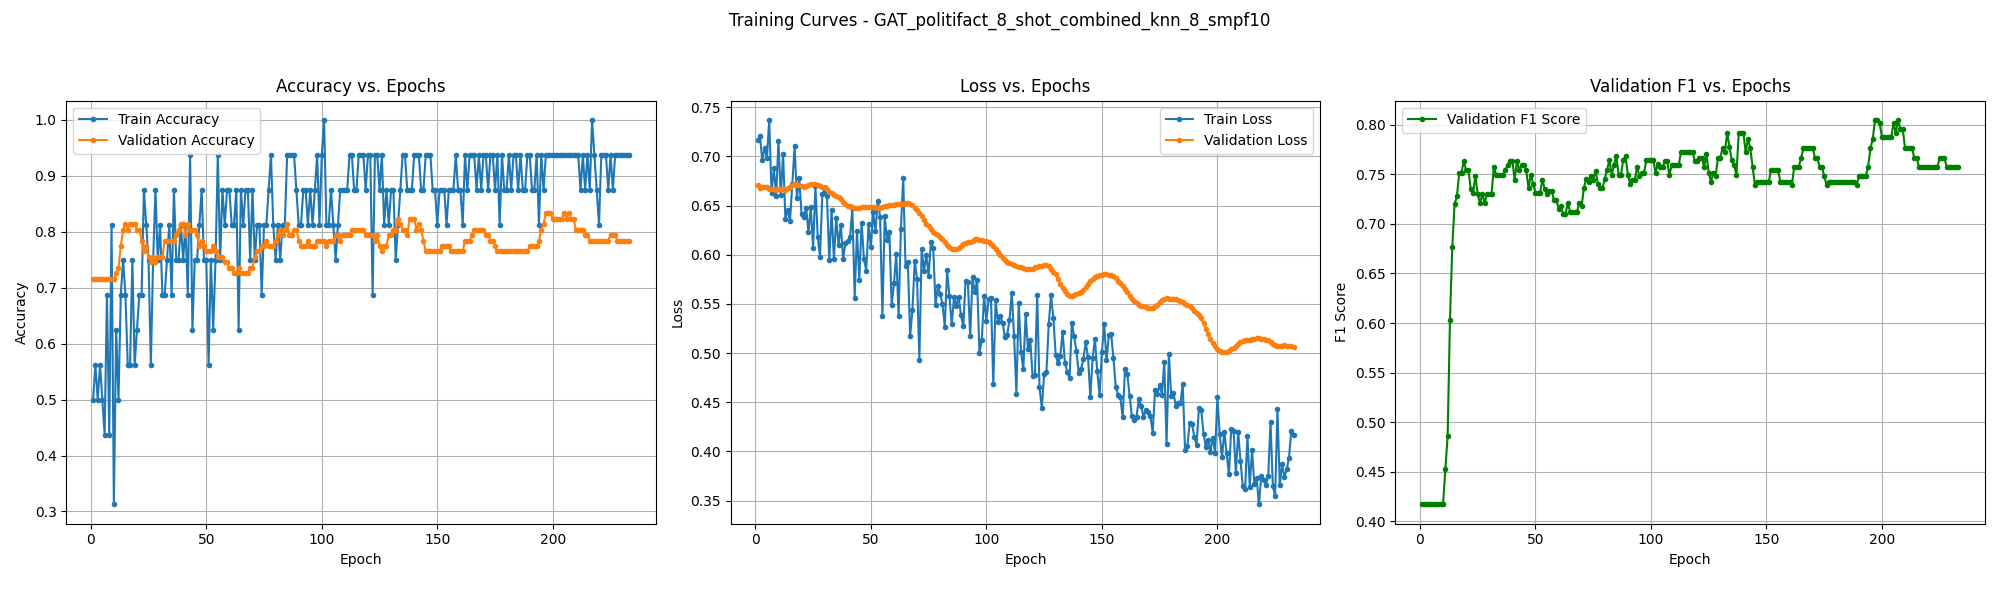 Training Curves - GAT_politifact_8_shot_combined_knn_8_smpf10
Accuracy vs. Epochs
Train Accuracy
Validation Accuracy
1.0
0.9
0.8
0.7
0.6
0.5
0.4
0.3
Accuracy
0
50
100
150
200
Epoch
Loss vs. Epochs
Train Loss
Validation Loss
0.75
0.70
0.65
0.60
0.55
0.50
0.45
0.40
0.35
Loss
0
50
100
150
200
Epoch
Validation F1 vs. Epochs
Validation F1 Score
0.80
0.75
0.70
0.65
0.60
0.55
0.50
0.45
0.40
F1 Score
0
50
100
150
200
Epoch